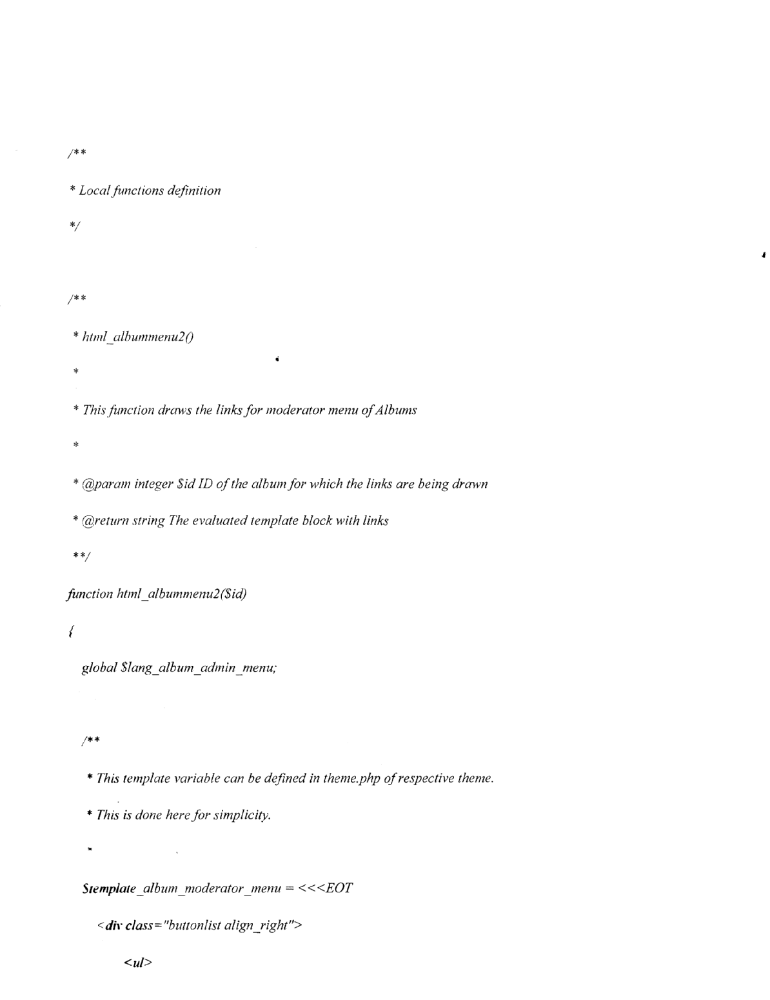 /**
* Local functions definition
*/
/**
* html_albummenu2()
*
* This function draws the links for moderator menu of Albums
*
* @param integer $id ID of the album for which the links are being drawn
* @return string The evaluated template block with links
**/
function html_albummenu2($id)
{
global $lang_album_admin_menu;
/**
* This template variable can be defined in theme.php of respective theme.
* This is done here for simplicity.
*
$template_album_moderator_menu = <<<EOT
<div class="buttonlist align_right">
<ul>